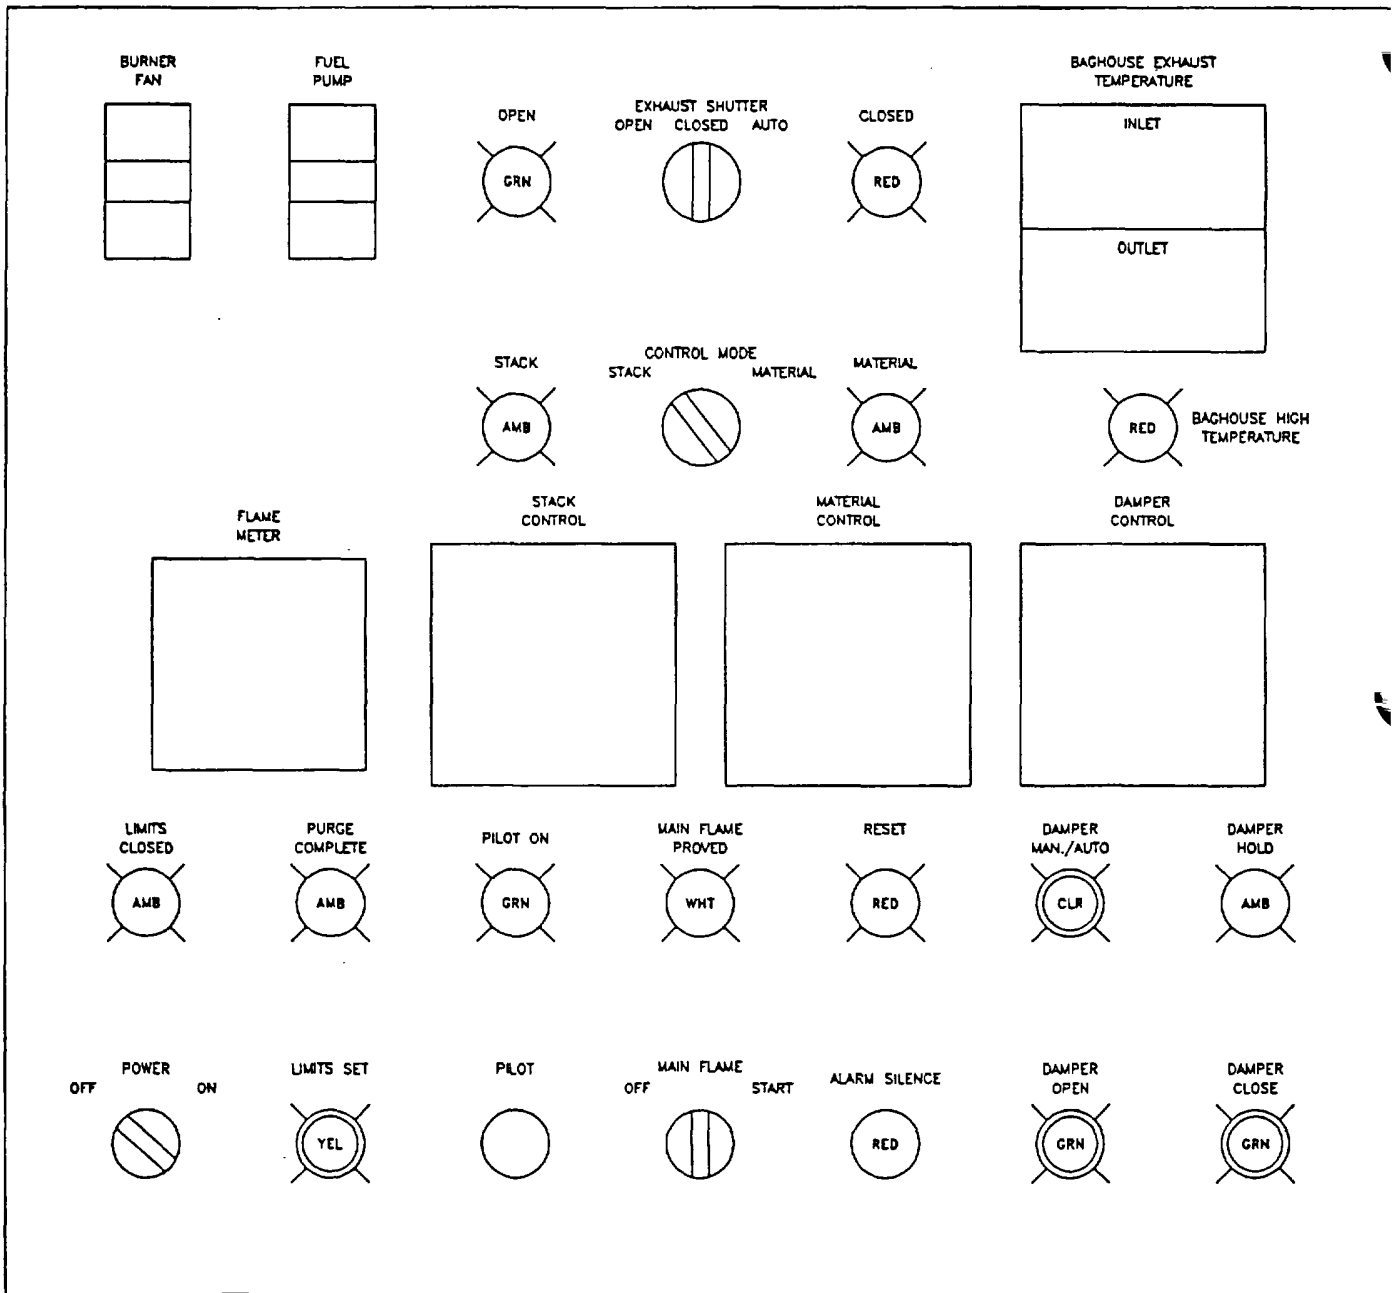 BURNER
FAN
FUEL
PUMP
OPEN
GRN
EXHAUST SHUTTER
OPEN CLOSED AUTO
CLOSED
RED
BAGHOUSE EXHAUST
TEMPERATURE
INLET
OUTLET
STACK
AMB
CONTROL MODE
STACK MATERIAL
MATERIAL
AMB
RED
BAGHOUSE HIGH
TEMPERATURE
FLAME
METER
STACK
CONTROL
MATERIAL
CONTROL
DAMPER
CONTROL
LIMITS
CLOSED
AMB
PURGE
COMPLETE
AMB
PILOT ON
GRN
MAIN FLAME
PROVED
WHT
RESET
RED
DAMPER
MAN./AUTO
CLR
DAMPER
HOLD
AMB
POWER
OFF ON
LIMITS SET
YEL
PILOT
MAIN FLAME
OFF START
ALARM SILENCE
RED
DAMPER
OPEN
GRN
DAMPER
CLOSE
GRN